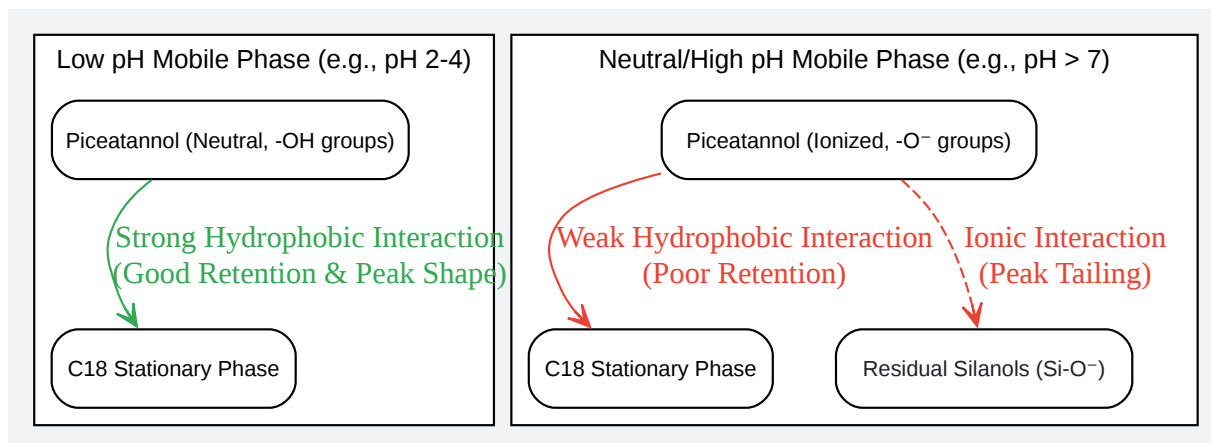 Low pH Mobile Phase (e.g., pH 2-4)
Piceatannol (Neutral, -OH groups)
Strong Hydrophobic Interaction
(Good Retention & Peak Shape)
C18 Stationary Phase
Neutral/High pH Mobile Phase (e.g., pH > 7)
Piceatannol (Ionized, -O⁻ groups)
Weak Hydrophobic Interaction
(Poor Retention)
Ionic Interaction
(Peak Tailing)
C18 Stationary Phase
Residual Silanols (Si-O⁻)